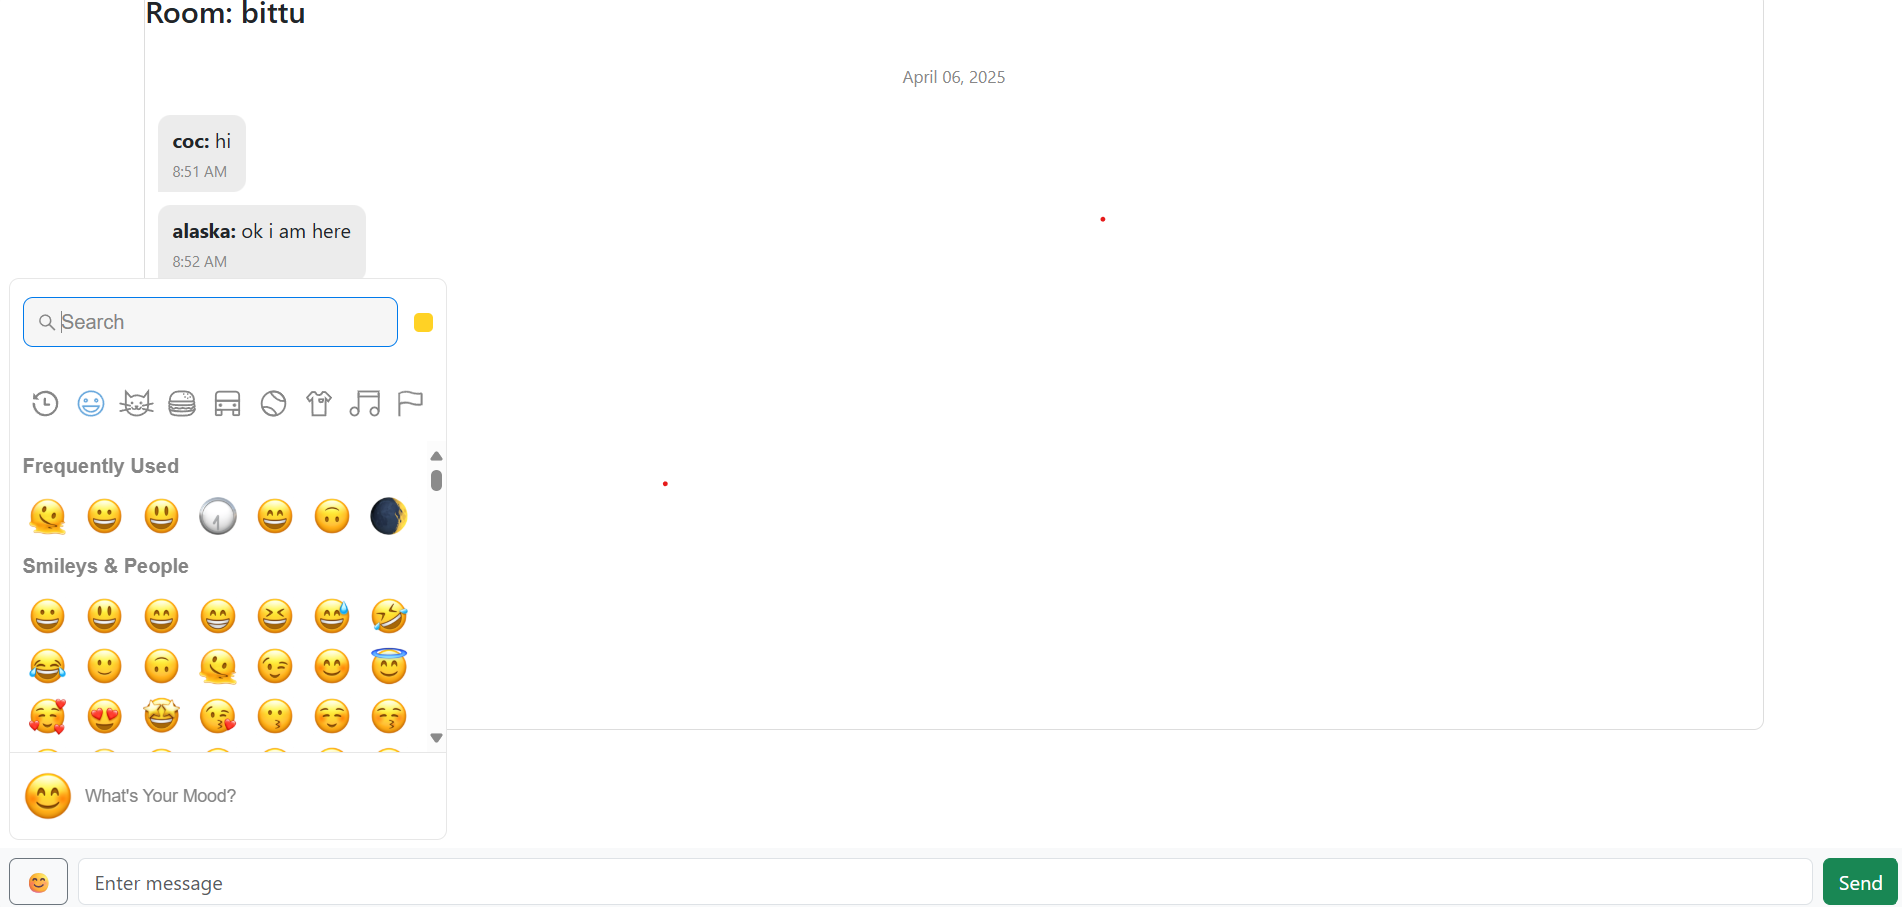 Room: bittu
April 06, 2025
coc: hi
8:51 AM
alaska: ok i am here
8:52 AM
Search
Frequently Used
Smileys & People
What's Your Mood?
Enter message
Send